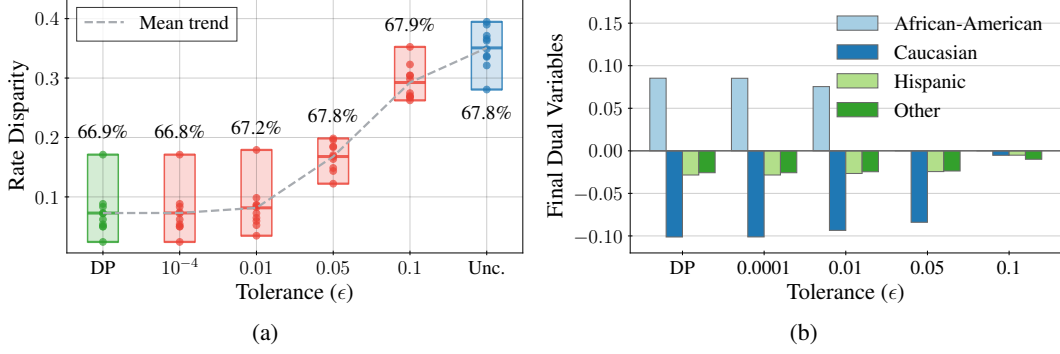 Rate Disparity
0.4
0.3
0.2
0.1
Mean trend
66.9%
66.8%
67.2%
67.8%
67.9%
67.8%
DP
10⁻⁴
0.01
0.05
0.1
Unc.
Tolerance (ϵ)
(a)
Final Dual Variables
0.15
0.10
0.05
0.00
−0.05
−0.10
African-American
Caucasian
Hispanic
Other
DP
0.0001
0.01
0.05
0.1
Tolerance (ϵ)
(b)